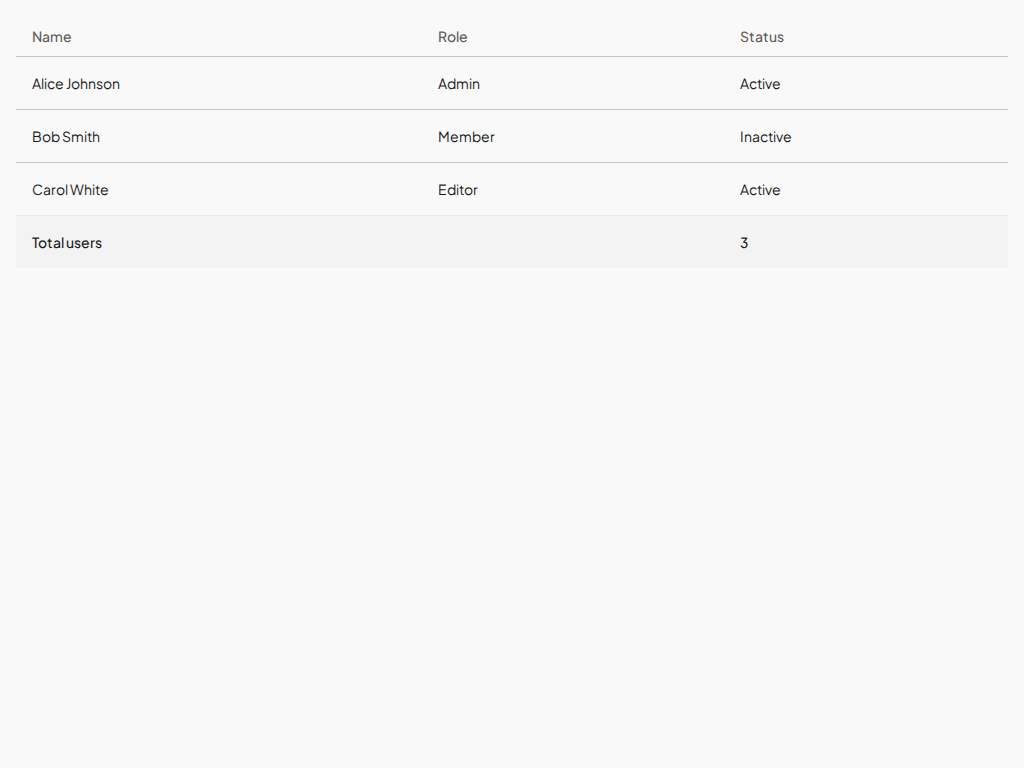 Name Role Status
Alice Johnson Admin Active
Bob Smith Member Inactive
Carol White Editor Active
Total users 3